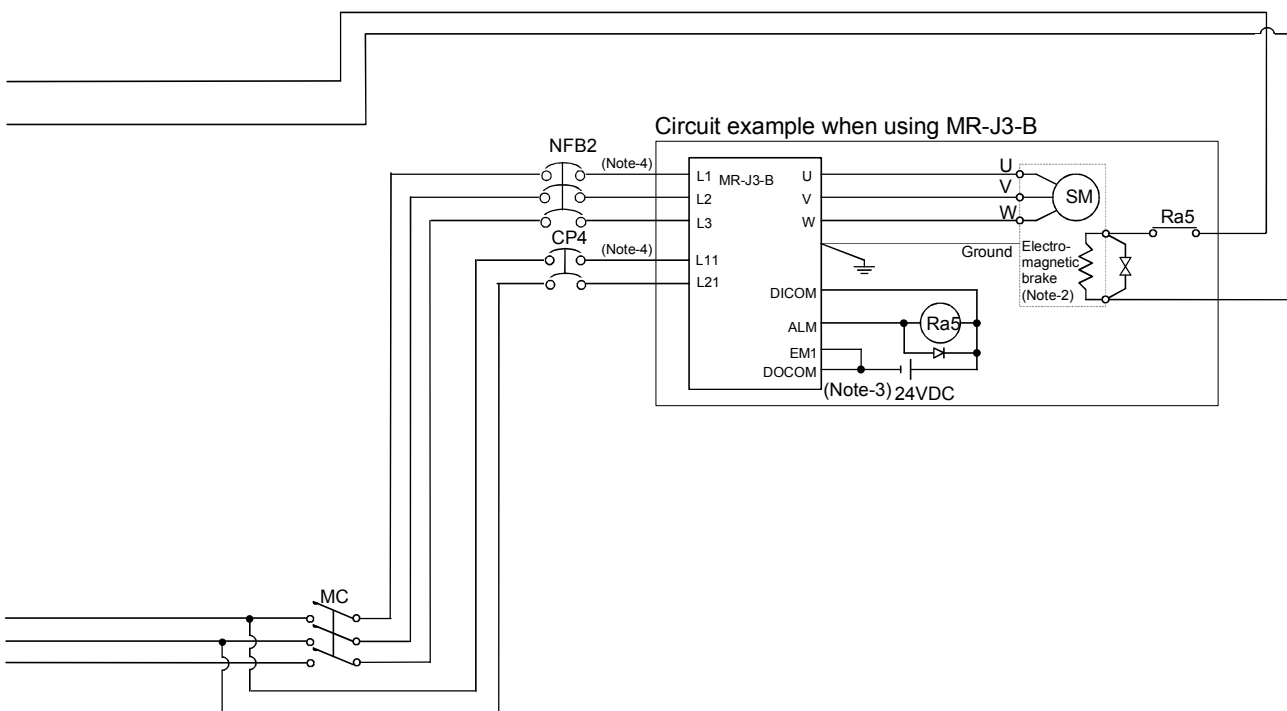 Circuit example when using MR-J3-B
NFB2
(Note-4)
L1
MR-J3-B
U
U
L2
V
V
SM
L3
W
W
Ra5
CP4
(Note-4)
L11
Ground
Electro-
magnetic
brake
(Note-2)
L21
DICOM
ALM
Ra5
EM1
DOCOM
(Note-3)
24VDC
MC